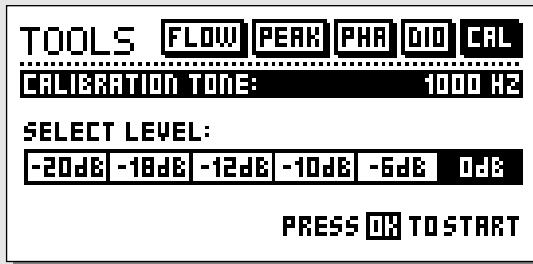 TOOLS FLOW PEAK PHA DIO CAL
CALIBRATION TONE: 1000 HZ
SELECT LEVEL:
-20dB -18dB -12dB -10dB -6dB 0dB
PRESS OK TO START